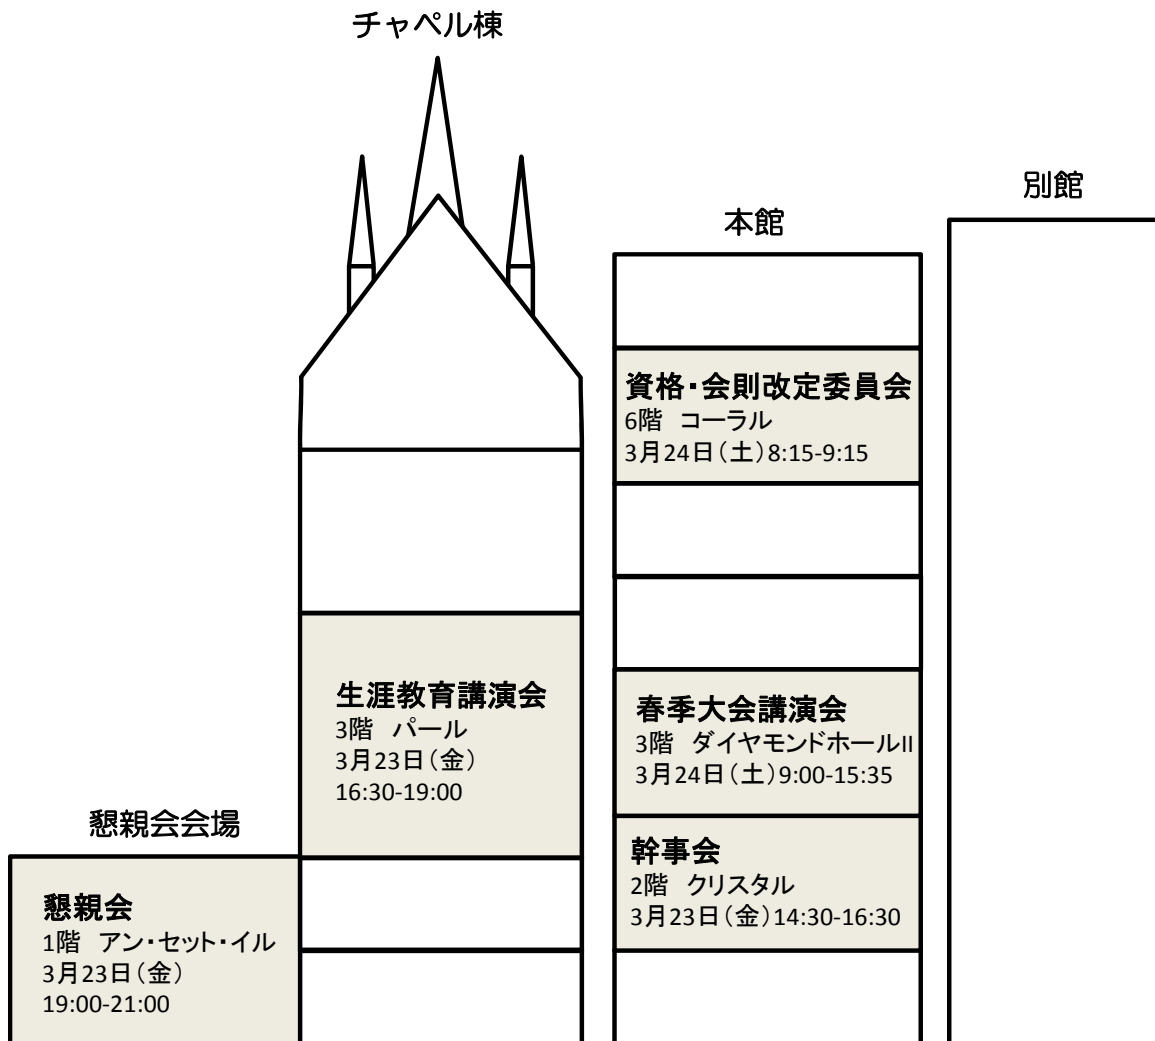 チャペル棟
別館
本館
資格・会則改定委員会
6階 コーラル
3月24日(土)8:15-9:15
生涯教育講演会
3階 パール
3月23日(金)
16:30-19:00
春季大会講演会
3階 ダイヤモンドホールII
3月24日(土)9:00-15:35
懇親会会場
幹事会
2階 クリスタル
3月23日(金)14:30-16:30
懇親会
1階 アン・セット・イル
3月23日(金)
19:00-21:00